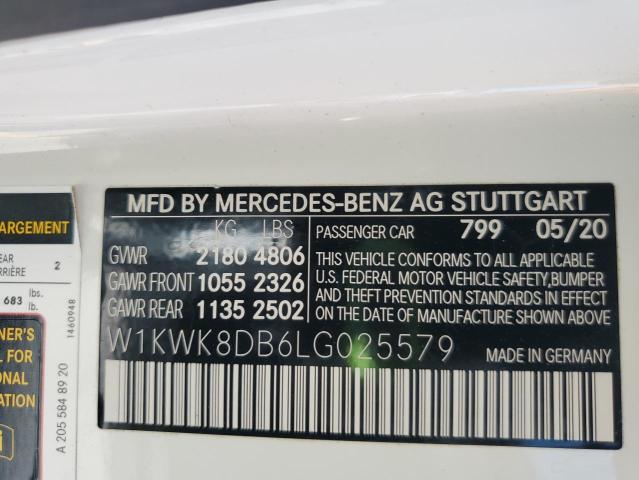 MFD BY MERCEDES-BENZ AG STUTTGART
KG LBS
GVWR 2180 4806
GAWR FRONT 1055 2326
GAWR REAR 1135 2502
PASSENGER CAR 799 05/20
THIS VEHICLE CONFORMS TO ALL APPLICABLE
U.S. FEDERAL MOTOR VEHICLE SAFETY,BUMPER
AND THEFT PREVENTION STANDARDS IN EFFECT
ON THE DATE OF MANUFACTURE SHOWN ABOVE
W1KWK8DB6LG025579
ARGEMENT
EAR
RRIÈRE 2
683 lbs.
lb.
NER'S
L FOR
ONAL
ATION
1460948
A 205 584 89 20